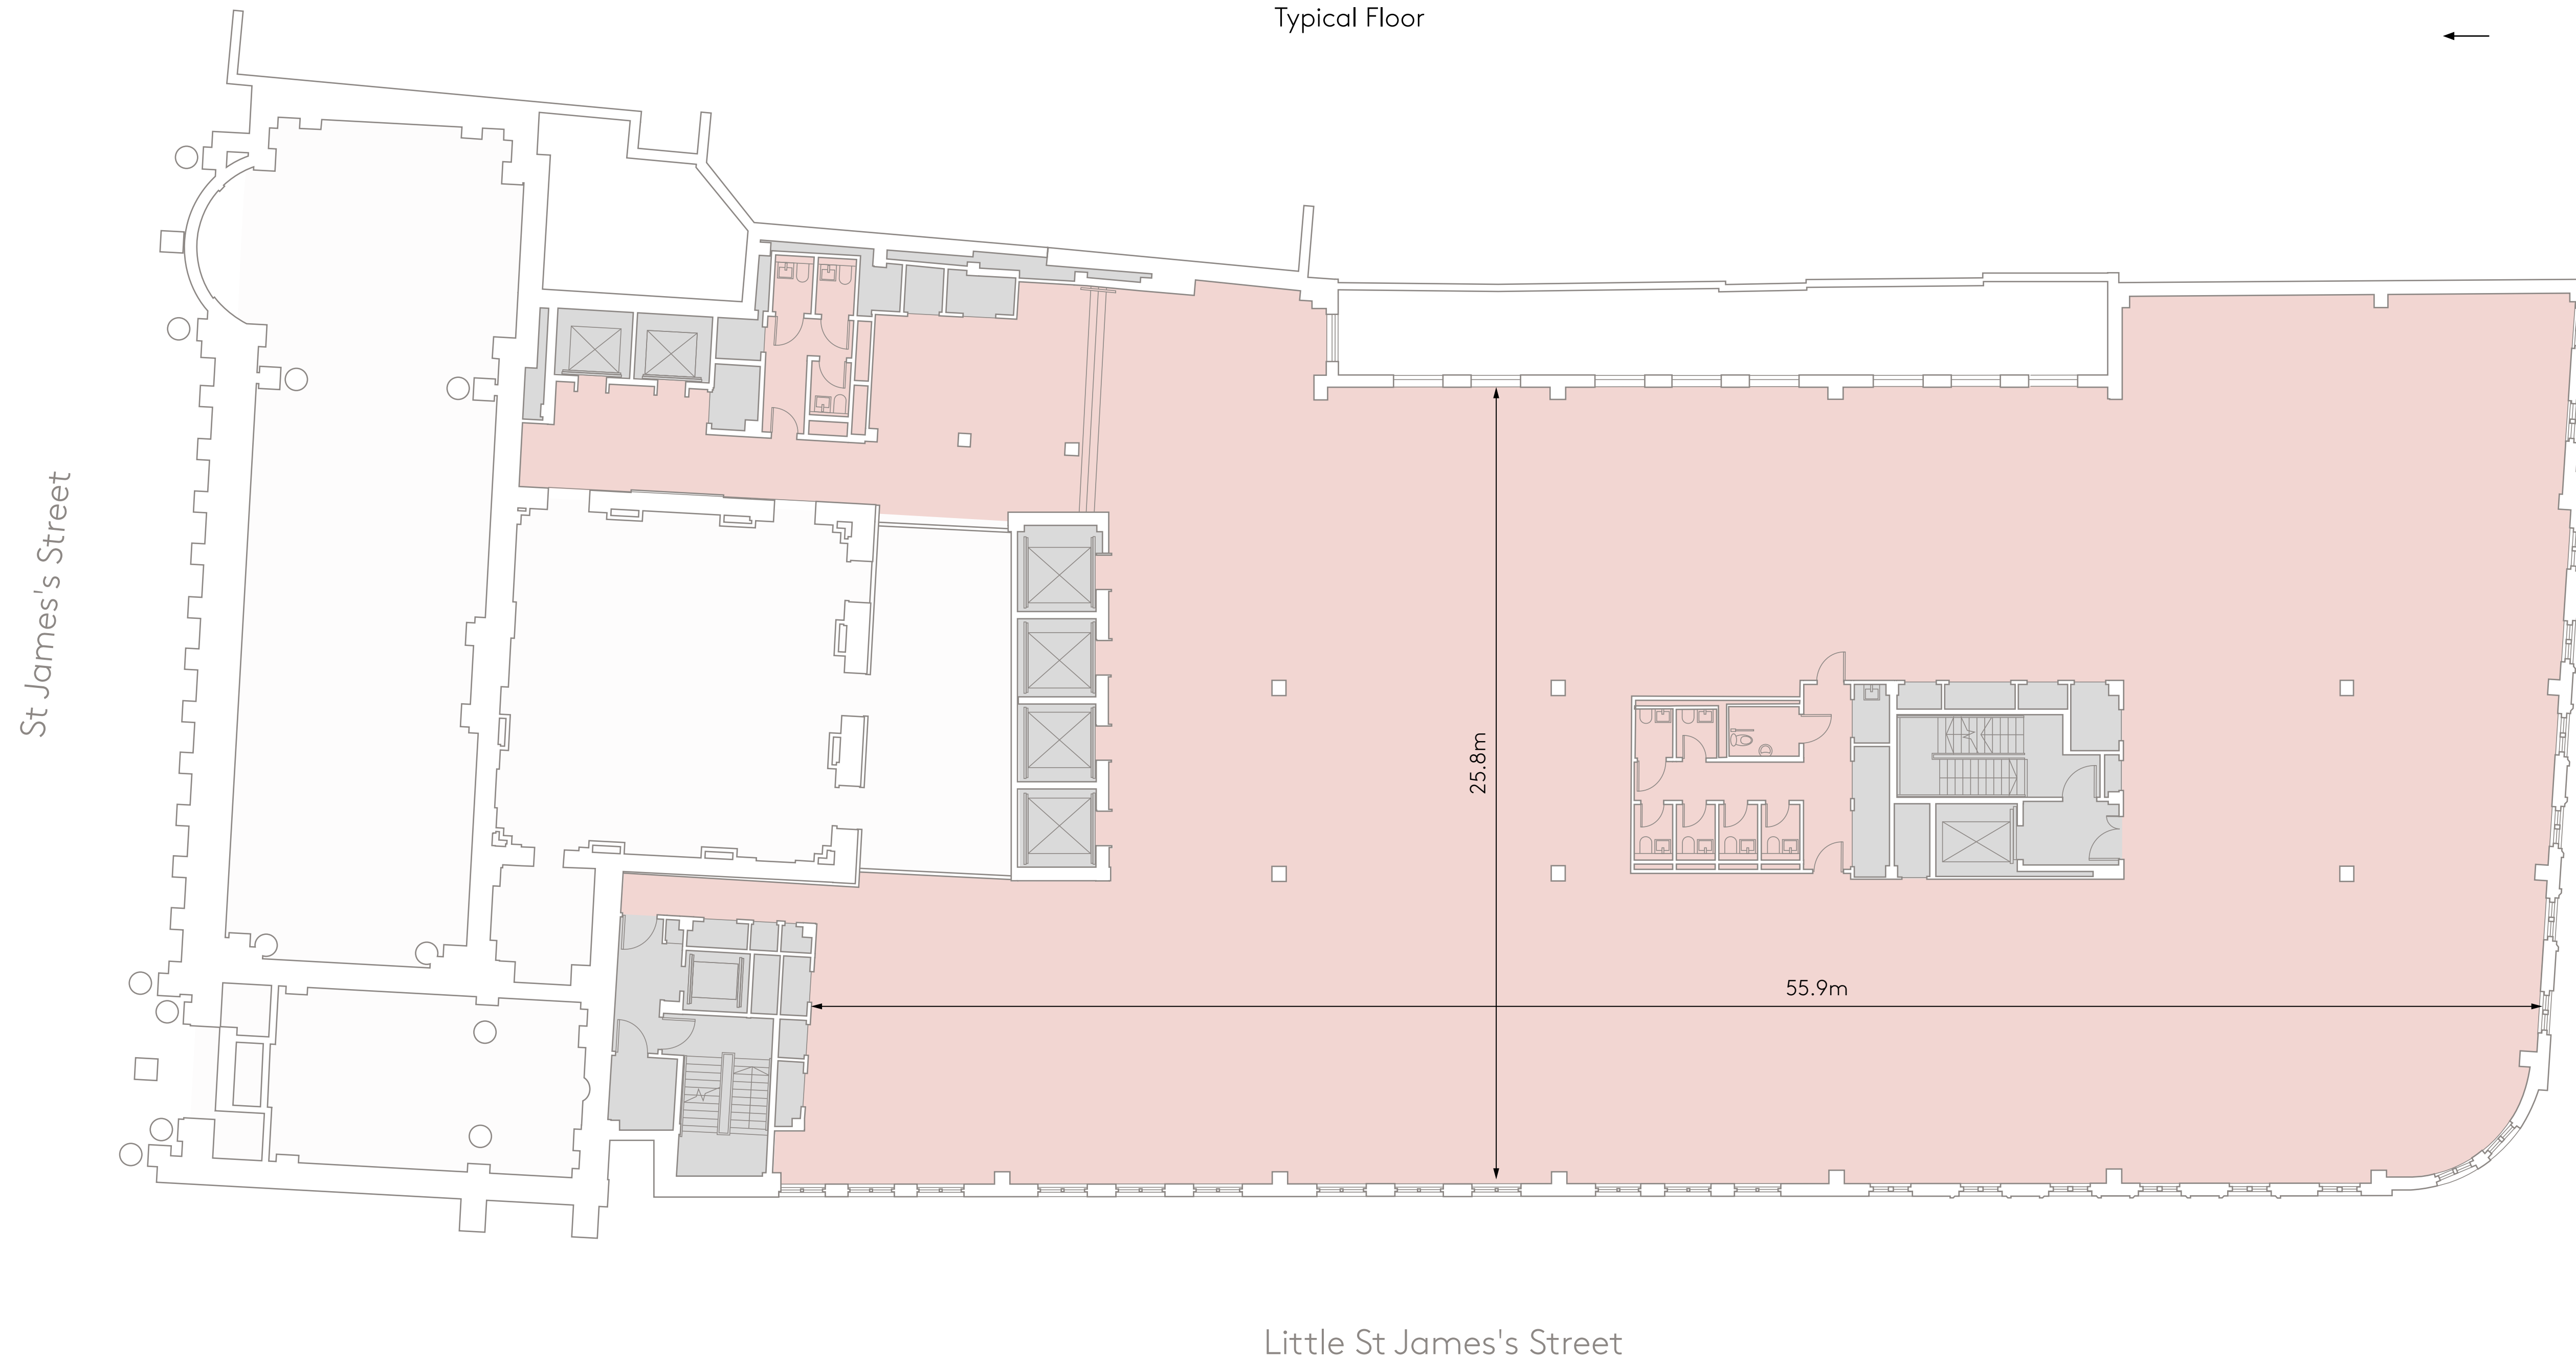 Typical Floor
St James's Street
25.8m
55.9m
Little St James's Street